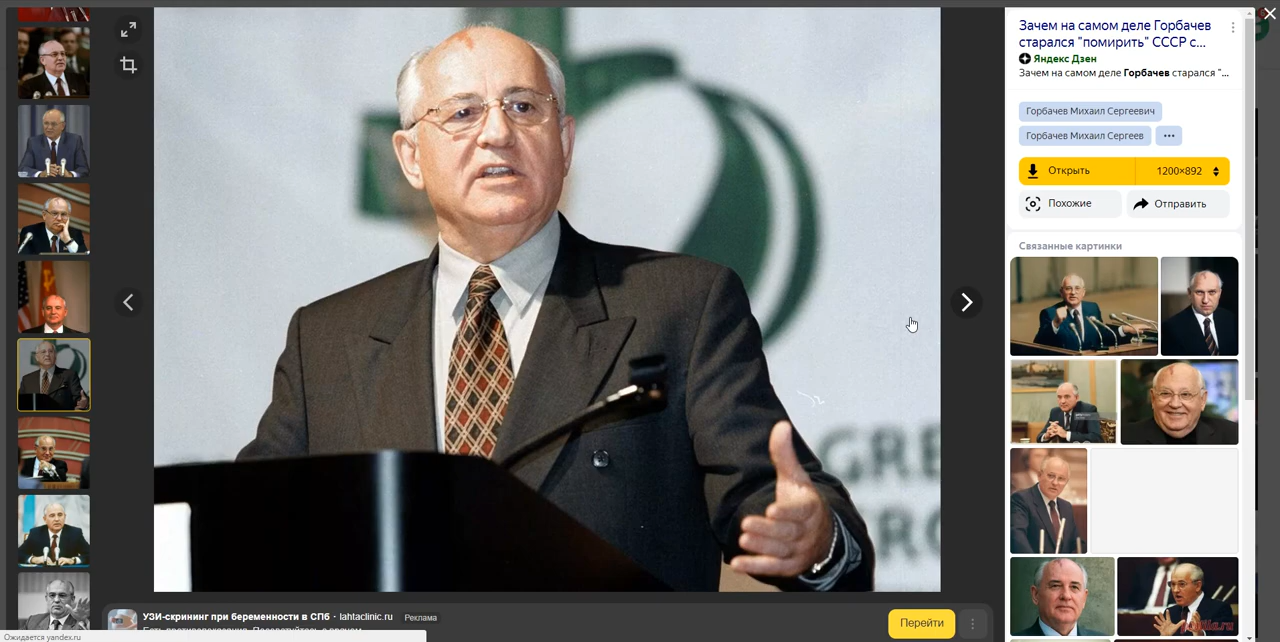 Зачем на самом деле Горбачев
старался "помирить" СССР с...
Яндекс Дзен
Зачем на самом деле Горбачев старался "...
Горбачев Михаил Сергеевич
Горбачев Михаил Сергеев
...
Открыть
1200×892
Похожие
Отправить
Связанные картинки
GRE
УЗИ-скрининг при беременности в СПб · lahtaclinic.ru
Реклама
Перейти
Ожидается yandex.ru